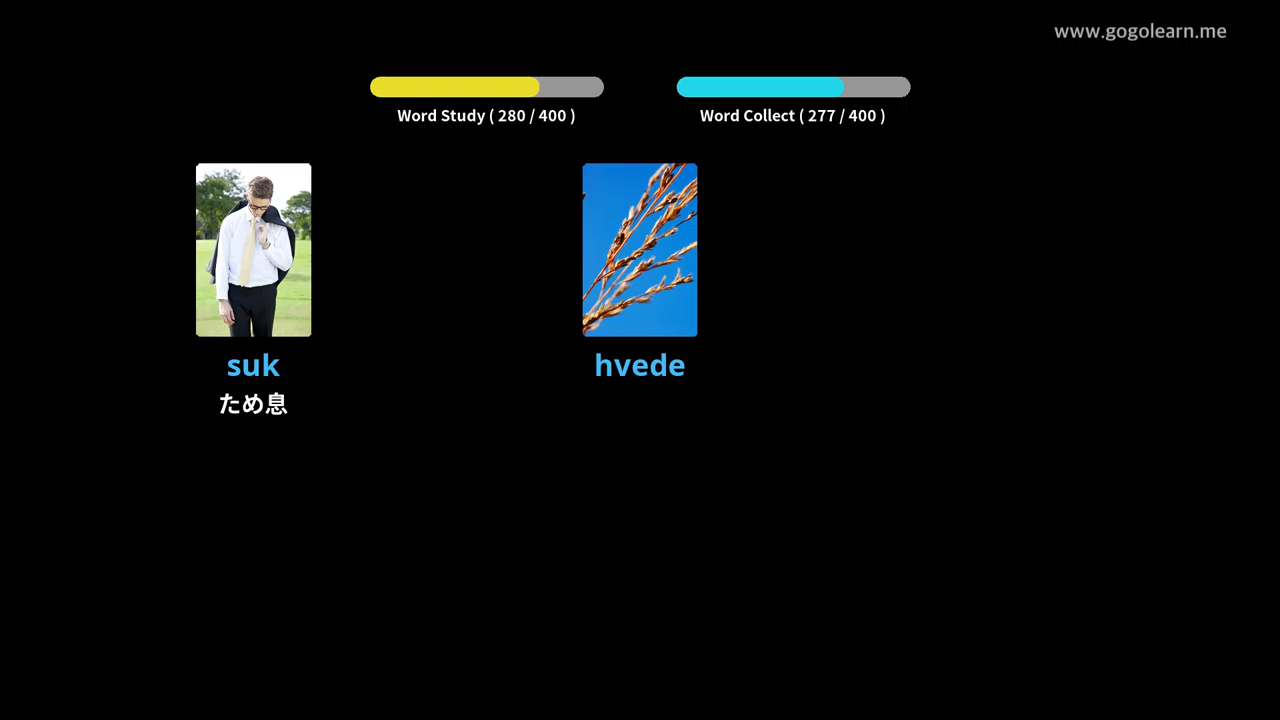 www.gogolearn.me
Word Study ( 280 / 400 )
Word Collect ( 277 / 400 )
suk
ため息
hvede